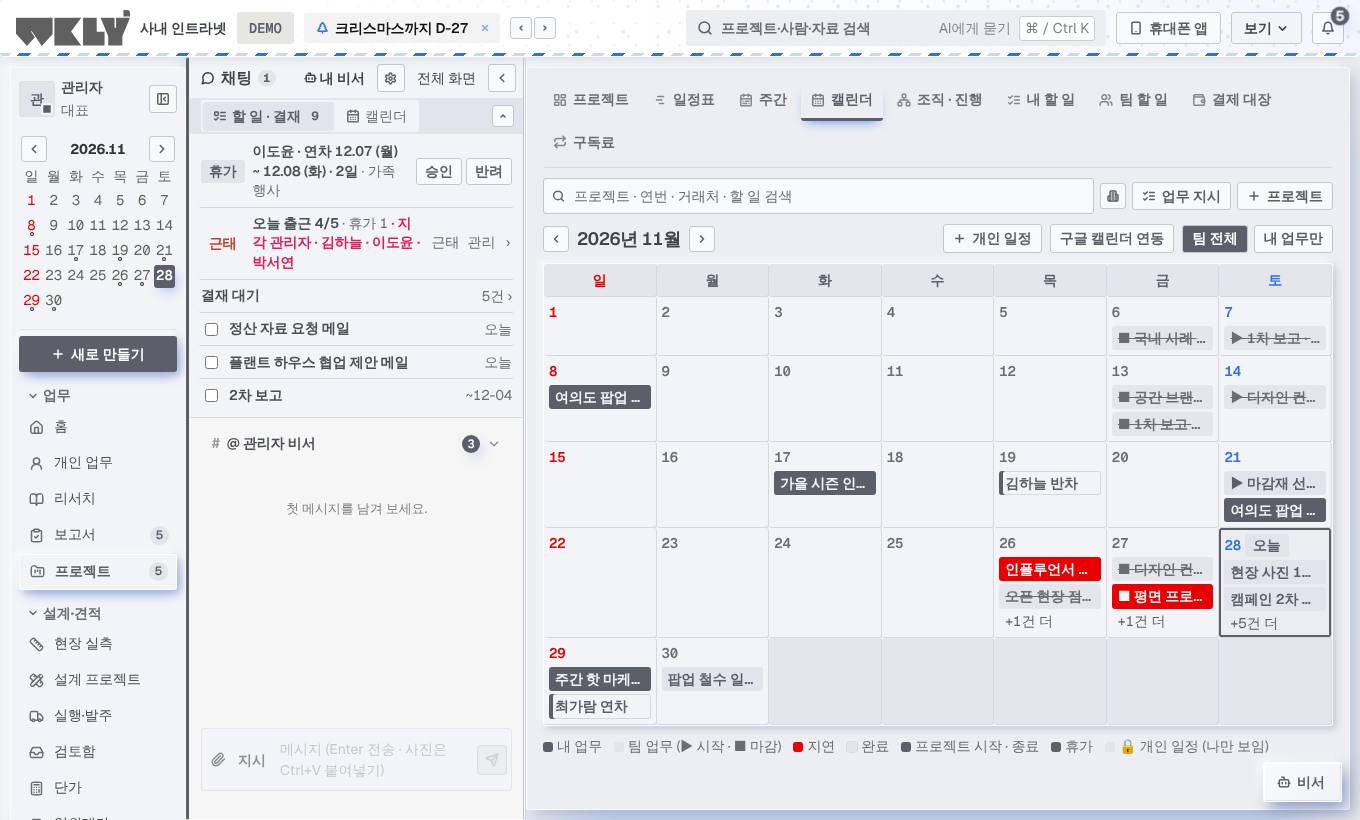 WKLY 사내 인트라넷 DEMO 크리스마스까지 D-27 × ‹ › 프로젝트·사람·자료 검색 AI에게 묻기 ⌘ / Ctrl K 휴대폰 앱 보기 5
관 관리자
대표
2026.11
일 월 화 수 목 금 토
1 2 3 4 5 6 7
8 9 10 11 12 13 14
15 16 17 18 19 20 21
22 23 24 25 26 27 28
29 30
+ 새로 만들기
업무
홈
개인 업무
리서치
보고서 5
프로젝트 5
설계·견적
현장 실측
설계 프로젝트
실행·발주
검토함
단가
채팅 1 내 비서 전체 화면
할 일 · 결재 9 캘린더
휴가 이도윤 · 연차 12.07 (월)
~ 12.08 (화) · 2일 · 가족
행사
승인 반려
근태 오늘 출근 4/5 · 휴가 1 · 지
각 관리자 · 김하늘 · 이도윤 ·
박서연
근태 관리 ›
결재 대기 5건 ›
정산 자료 요청 메일 오늘
플랜트 하우스 협업 제안 메일 오늘
2차 보고 ~12-04
# @ 관리자 비서 3
첫 메시지를 남겨 보세요.
지시 메시지 (Enter 전송 · 사진은
Ctrl+V 붙여넣기)
프로젝트 일정표 주간 캘린더 조직 · 진행 내 할 일 팀 할 일 결제 대장
구독료
프로젝트 · 연번 · 거래처 · 할 일 검색 업무 지시 + 프로젝트
2026년 11월 + 개인 일정 구글 캘린더 연동 팀 전체 내 업무만
일 월 화 수 목 금 토
1 2 3 4 5 6 7
■ 국내 사례 ... ▶ 1차 보고 · ...
8 9 10 11 12 13 14
여의도 팝업 ... ■ 공간 브랜... ▶ 디자인 컨...
■ 1차 보고 ...
15 16 17 18 19 20 21
가을 시즌 인... 김하늘 반차 ▶ 마감재 선...
여의도 팝업 ...
22 23 24 25 26 27 28 오늘
인플루언서 ... ■ 디자인 컨... 현장 사진 1...
오픈 현장 점... ■ 평면 프로... 캠페인 2차 ...
+1건 더 +1건 더 +5건 더
29 30
주간 핫 마케... 팝업 철수 일...
최가람 연차
내 업무 팀 업무 (▶ 시작 · ■ 마감) 지연 완료 프로젝트 시작 · 종료 휴가 🔒 개인 일정 (나만 보임)
비서